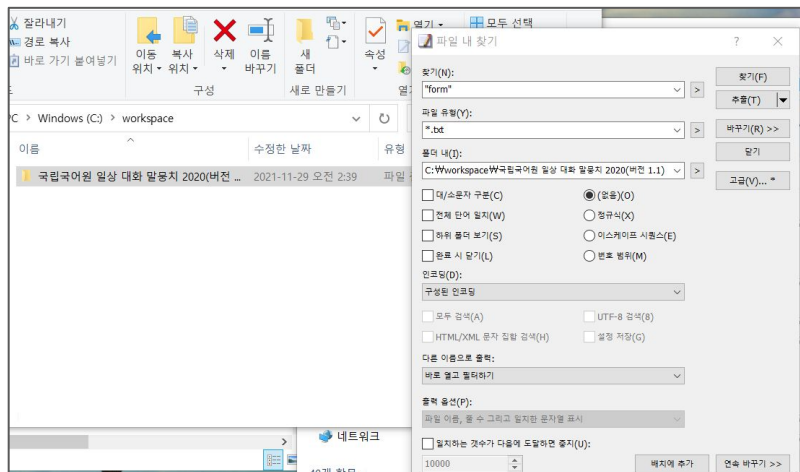 잘라내기
경로 복사
바로 가기 붙여넣기
이동 위치
복사 위치
삭제
이름 바꾸기
새 폴더
속성
열기
모두 선택
구성
새로 만들기
PC > Windows (C:) > workspace
이름
수정한 날짜
유형
국립국어원 일상 대화 말뭉치 2020(버전 ...
2021-11-29 오전 2:39
파일
네트워크
파일 내 찾기
찾기(N):
"form"
찾기(F)
추출(T)
파일 유형(Y):
*.txt
바꾸기(R) >>
닫기
폴더 내(I):
C:₩workspace₩국립국어원 일상 대화 말뭉치 2020(버전 1.1)
고급(V)... *
대/소문자 구분(C)
(없음)(O)
전체 단어 일치(W)
정규식(X)
하위 폴더 보기(S)
이스케이프 시퀀스(E)
완료 시 닫기(L)
번호 범위(M)
인코딩(D):
구성된 인코딩
모두 검색(A)
UTF-8 검색(8)
HTML/XML 문자 집합 검색(H)
설정 저장(G)
다른 이름으로 출력:
바로 열고 필터하기
출력 옵션(P):
파일 이름, 줄 수 그리고 일치한 문자열 표시
일치하는 갯수가 다음에 도달하면 중지(U):
10000
배치에 추가
연속 바꾸기 >>